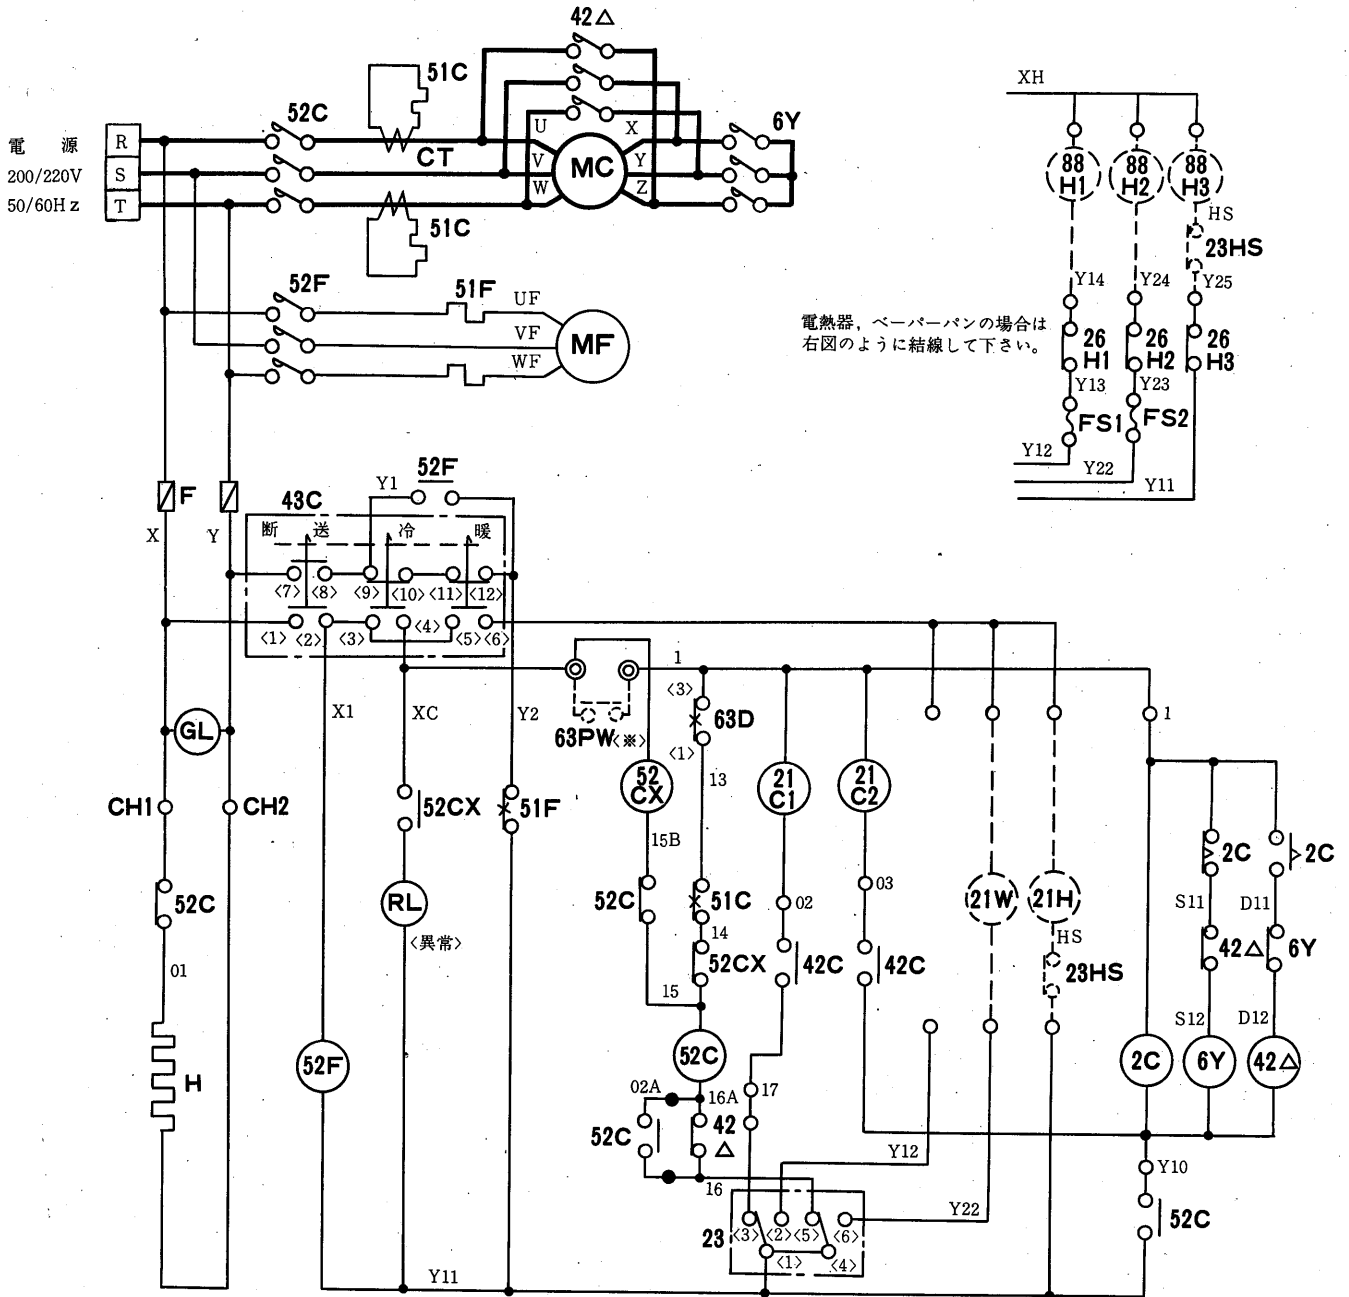 42△
51C
XH
52C
6Y
電 源
R
U
X
88 H1
88 H2
88 H3
CT
200/220V
S
V
MC
Y
50/60Hz
T
W
Z
HS
51C
23HS
52F
51F
UF
Y14
Y24
Y25
VF
MF
電熱器，ベーパーパンの場合は
右図のように結線して下さい。
26 H1
26 H2
26 H3
WF
Y13
Y23
FS1
FS2
Y12
52F
Y22
Y1
Y11
F
43C
X
Y
断 送 冷 暖
〈7〉 〈8〉 〈9〉 〈10〉 〈11〉 〈12〉
〈1〉 〈2〉 〈3〉 〈4〉 〈5〉 〈6〉
1
〈3〉
X1
XC
Y2
63D
1
GL
63PW〈※〉
〈1〉
52 CX
13
21 C1
21 C2
CH1
CH2
52CX
51F
15B
2C
2C
52C
RL
52C
51C
02
03
21W
21H
S11
D11
〈異常〉
14
HS
42△
6Y
01
52CX
42C
42C
23HS
15
S12
D12
H
52F
52C
2C
6Y
42△
02A
16A
17
52C
42 △
Y12
Y10
16
Y22
52C
23
〈3〉 〈2〉 〈5〉 〈6〉
〈1〉 〈4〉
Y11